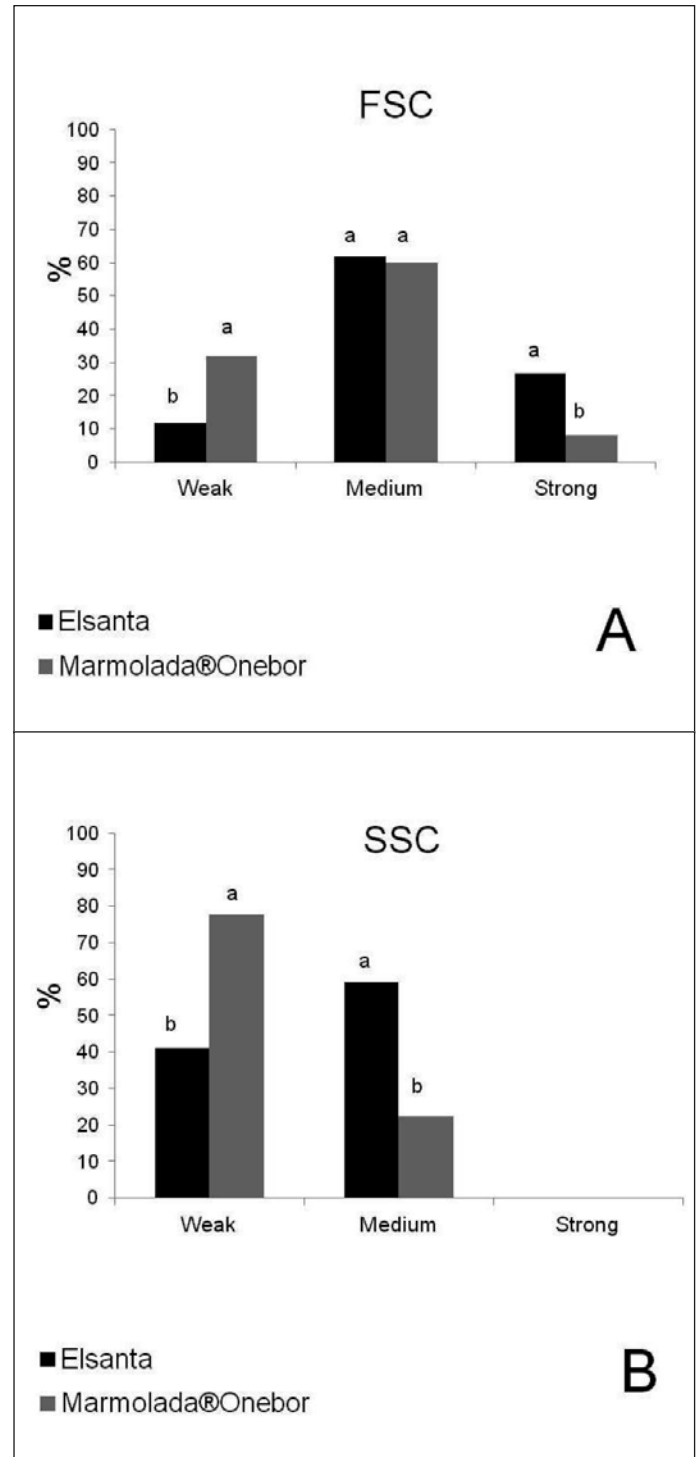 FSC
100
90
80
70
60
50
40
30
20
10
0
%
b
a
a
a
a
b
Weak
Medium
Strong
Elsanta
Marmolada®Onebor
A
SSC
100
90
80
70
60
50
40
30
20
10
0
%
b
a
a
b
Weak
Medium
Strong
Elsanta
Marmolada®Onebor
B